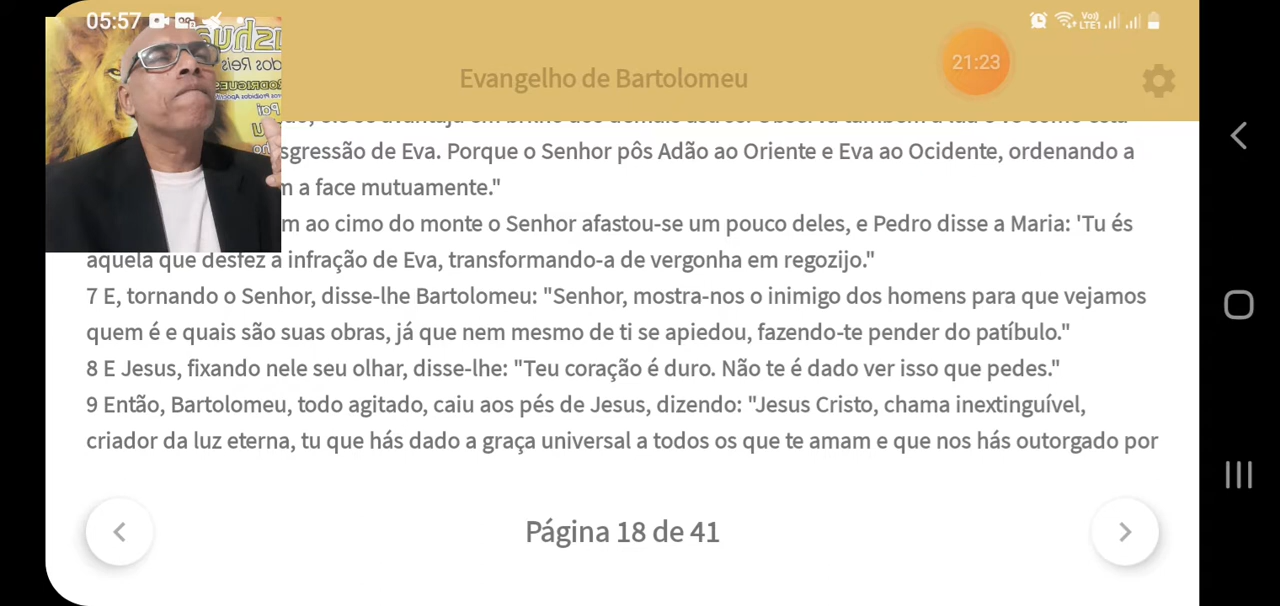 05:57
Vo)
LTE1
21:23
Evangelho de Bartolomeu
sgressão de Eva. Porque o Senhor pôs Adão ao Oriente e Eva ao Ocidente, ordenando a
a face mutuamente."
ao cimo do monte o Senhor afastou-se um pouco deles, e Pedro disse a Maria: 'Tu és
aquela que desfez a infração de Eva, transformando-a de vergonha em regozijo."
7 E, tornando o Senhor, disse-lhe Bartolomeu: "Senhor, mostra-nos o inimigo dos homens para que vejamos
quem é e quais são suas obras, já que nem mesmo de ti se apiedou, fazendo-te pender do patíbulo."
8 E Jesus, fixando nele seu olhar, disse-lhe: "Teu coração é duro. Não te é dado ver isso que pedes."
9 Então, Bartolomeu, todo agitado, caiu aos pés de Jesus, dizendo: "Jesus Cristo, chama inextinguível,
criador da luz eterna, tu que hás dado a graça universal a todos os que te amam e que nos hás outorgado por
Página 18 de 41